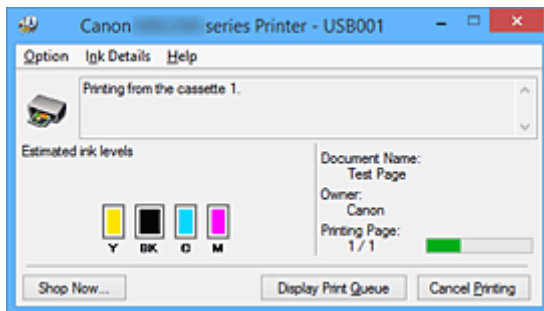 Canon series Printer - USB001
Option Ink Details Help
Printing from the cassette 1.
Estimated ink levels
Document Name:
Test Page
Owner:
Canon
Printing Page:
1 / 1
Y BK C M
Shop Now... Display Print Queue Cancel Printing